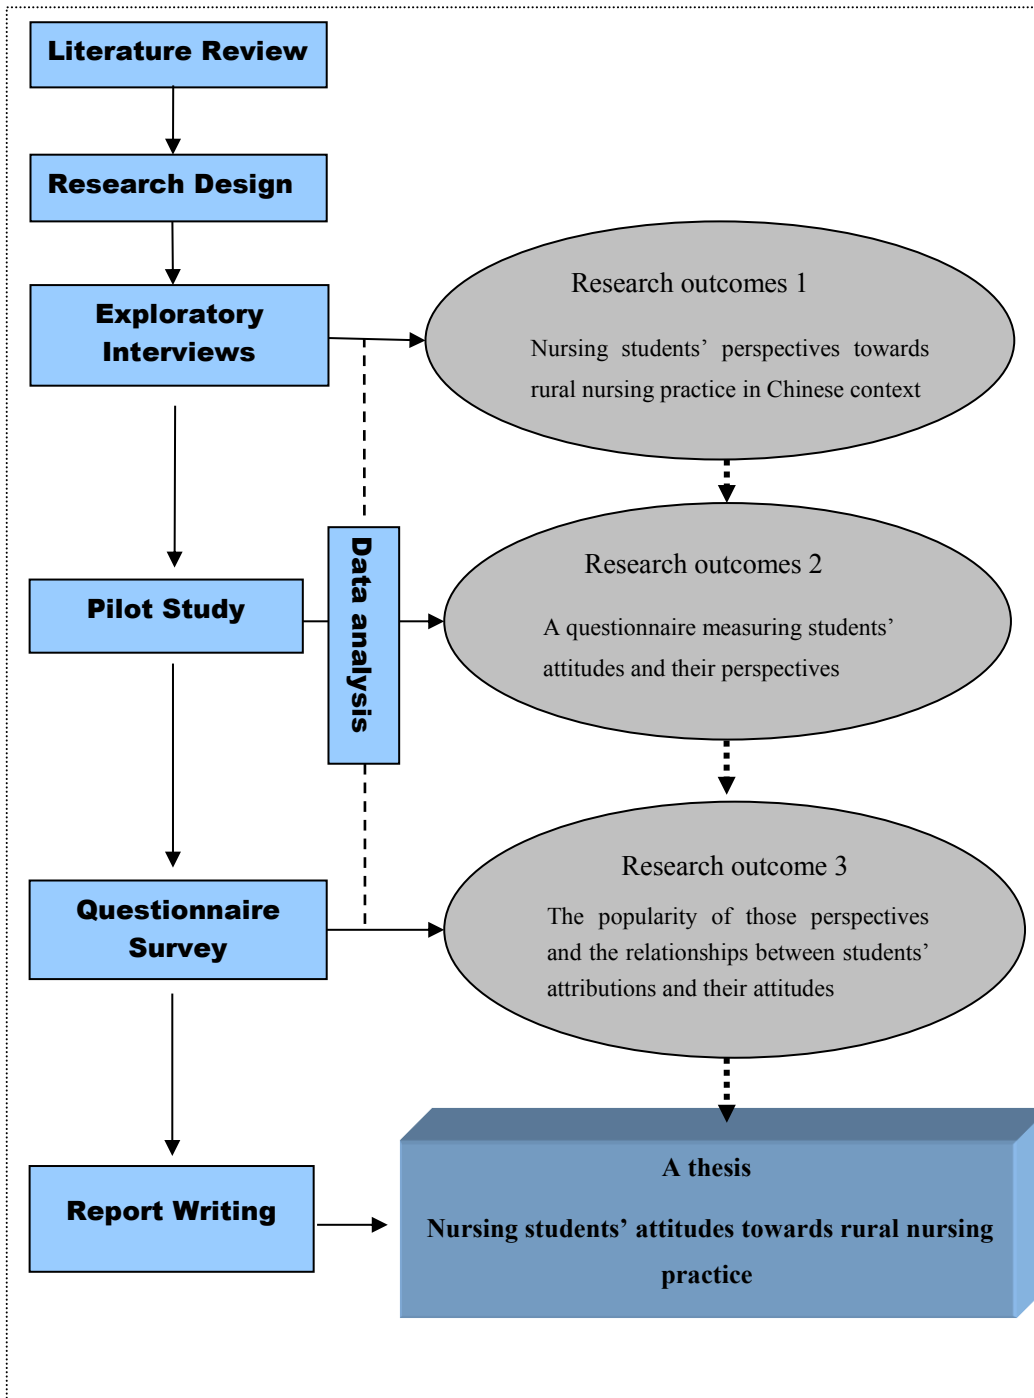 Literature Review
Research Design
Exploratory
Interviews
Research outcomes 1
Nursing students’ perspectives towards
rural nursing practice in Chinese context
Data analysis
Pilot Study
Research outcomes 2
A questionnaire measuring students’
attitudes and their perspectives
Questionnaire
Survey
Research outcome 3
The popularity of those perspectives
and the relationships between students’
attributions and their attitudes
Report Writing
A thesis
Nursing students’ attitudes towards rural nursing
practice